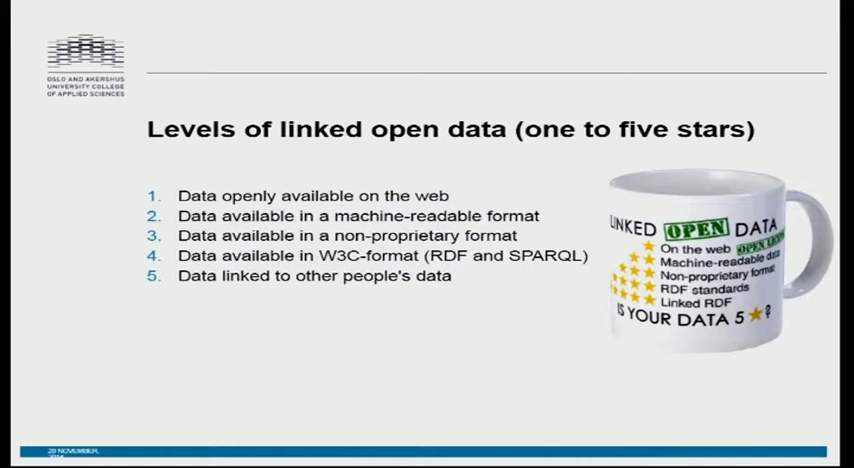 OSLO AND AKERSHUS
UNIVERSITY COLLEGE
OF APPLIED SCIENCES
Levels of linked open data (one to five stars)
1. Data openly available on the web
2. Data available in a machine-readable format
3. Data available in a non-proprietary format
4. Data available in W3C-format (RDF and SPARQL)
5. Data linked to other people's data
LINKED OPEN DATA
On the web OPEN
Machine-readable data
Non-proprietary format
RDF standards
Linked RDF
IS YOUR DATA 5 ?
20 NOVEMBER,